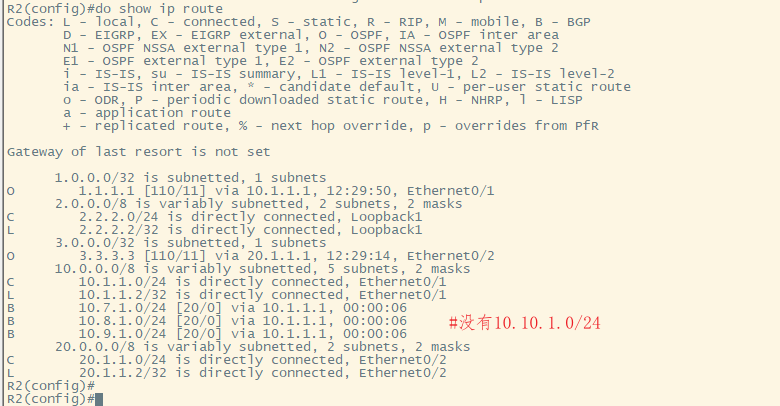 R2(config)#do show ip route
Codes: L - local, C - connected, S - static, R - RIP, M - mobile, B - BGP
       D - EIGRP, EX - EIGRP external, O - OSPF, IA - OSPF inter area
       N1 - OSPF NSSA external type 1, N2 - OSPF NSSA external type 2
       E1 - OSPF external type 1, E2 - OSPF external type 2
       i - IS-IS, su - IS-IS summary, L1 - IS-IS level-1, L2 - IS-IS level-2
       ia - IS-IS inter area, * - candidate default, U - per-user static route
       o - ODR, P - periodic downloaded static route, H - NHRP, l - LISP
       a - application route
       + - replicated route, % - next hop override, p - overrides from PfR
Gateway of last resort is not set
      1.0.0.0/32 is subnetted, 1 subnets
O        1.1.1.1 [110/11] via 10.1.1.1, 12:29:50, Ethernet0/1
      2.0.0.0/8 is variably subnetted, 2 subnets, 2 masks
C        2.2.2.0/24 is directly connected, Loopback1
L        2.2.2.2/32 is directly connected, Loopback1
      3.0.0.0/32 is subnetted, 1 subnets
O        3.3.3.3 [110/11] via 20.1.1.1, 12:29:14, Ethernet0/2
      10.0.0.0/8 is variably subnetted, 5 subnets, 2 masks
C        10.1.1.0/24 is directly connected, Ethernet0/1
L        10.1.1.2/32 is directly connected, Ethernet0/1
B        10.7.1.0/24 [20/0] via 10.1.1.1, 00:00:06
B        10.8.1.0/24 [20/0] via 10.1.1.1, 00:00:06 #没有10.10.1.0/24
B        10.9.1.0/24 [20/0] via 10.1.1.1, 00:00:06
      20.0.0.0/8 is variably subnetted, 2 subnets, 2 masks
C        20.1.1.0/24 is directly connected, Ethernet0/2
L        20.1.1.2/32 is directly connected, Ethernet0/2
R2(config)#
R2(config)#